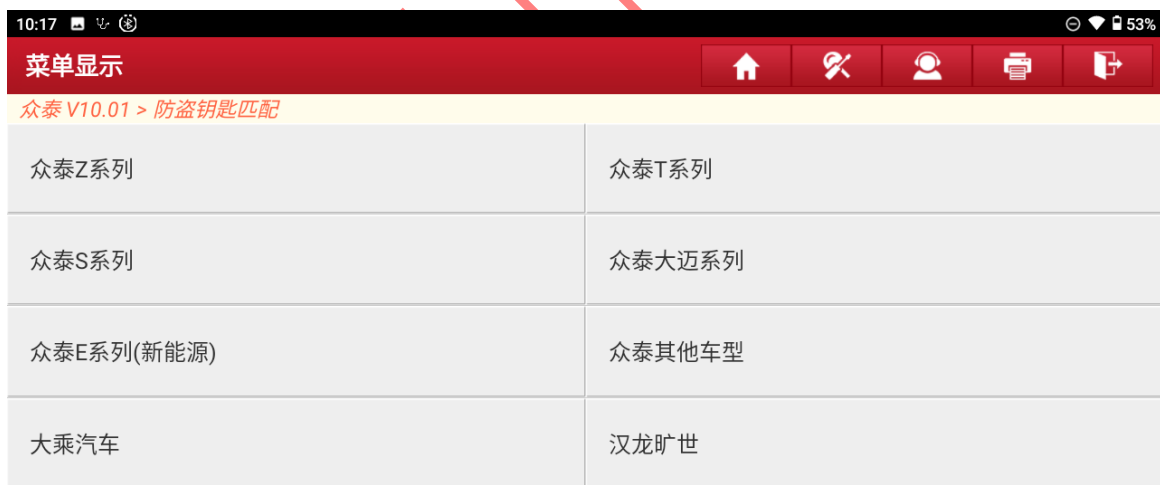 10:17
53%
菜单显示
众泰 V10.01 > 防盗钥匙匹配
众泰Z系列
众泰T系列
众泰S系列
众泰大迈系列
众泰E系列(新能源)
众泰其他车型
大乘汽车
汉龙旷世